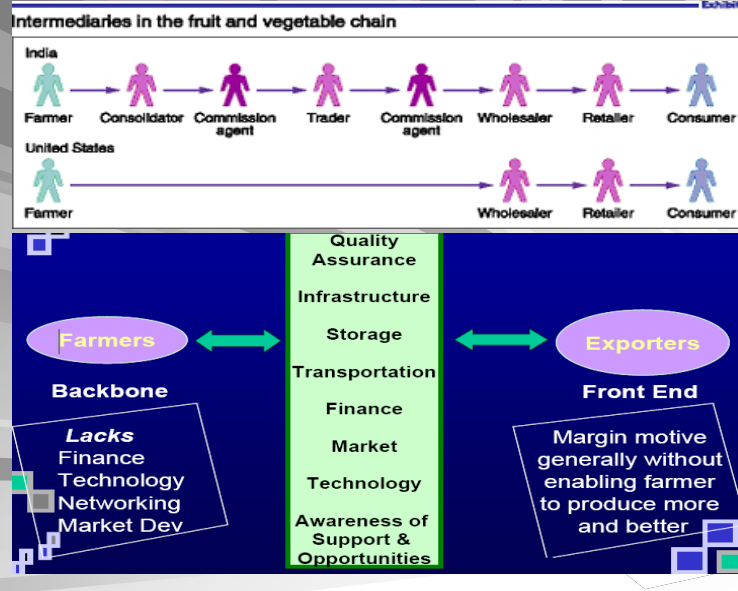 Exhibit
Intermediaries in the fruit and vegetable chain
India
Farmer Consolidator Commission agent Trader Commission agent Wholesaler Retailer Consumer
United States
Farmer Wholesaler Retailer Consumer
Quality
Assurance
Infrastructure
Storage
Transportation
Finance
Market
Technology
Awareness of
Support &
Opportunities
Farmers
Backbone
Lacks
Finance
Technology
Networking
Market Dev
Exporters
Front End
Margin motive
generally without
enabling farmer
to produce more
and better